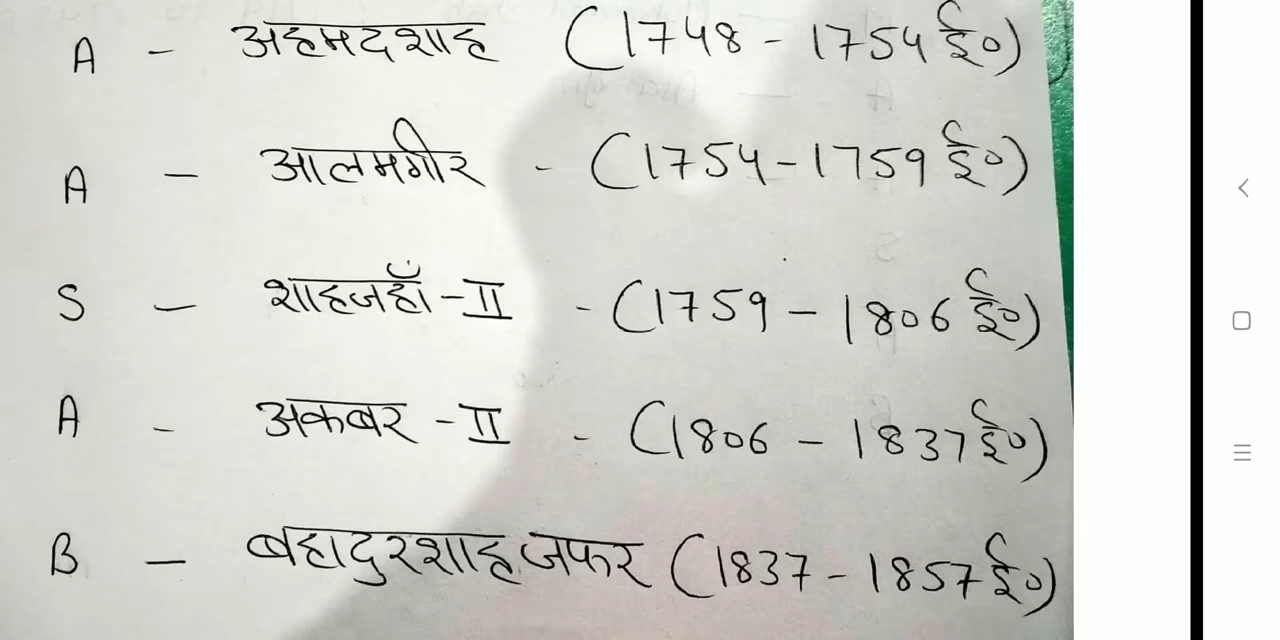 A - अहमदशाह (1748 - 1754 ई०)
A - आलमगीर - (1754 - 1759 ई०)
S - शाहजहाँ - II - (1759 - 1806 ई०)
A - अकबर - II - (1806 - 1837 ई०)
B - बहादुरशाह जफर (1837 - 1857 ई०)